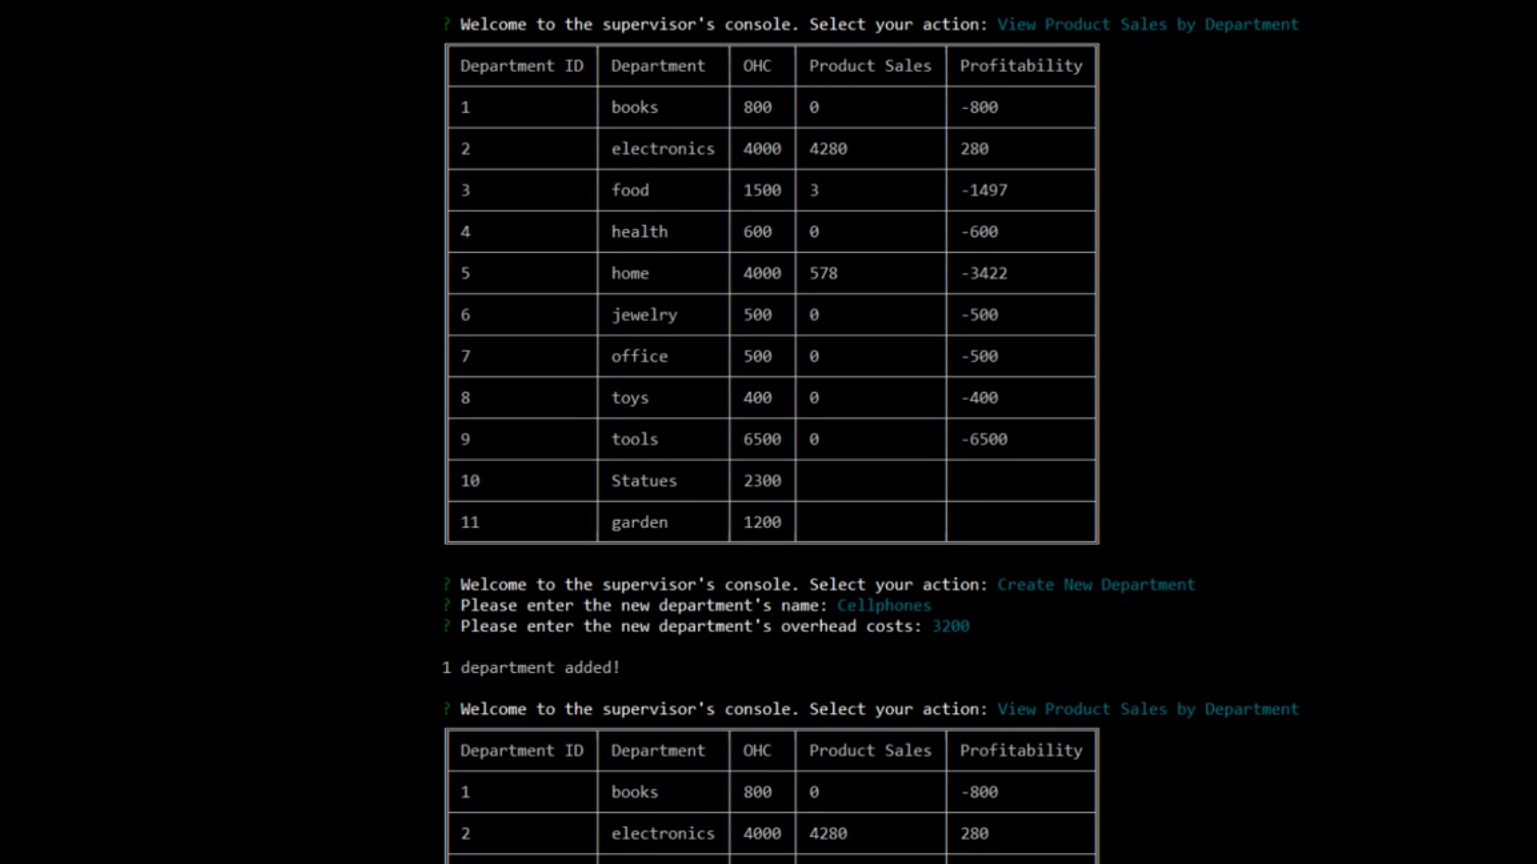 ? Welcome to the supervisor's console. Select your action: View Product Sales by Department
Department ID Department OHC Product Sales Profitability
1 books 800 0 -800
2 electronics 4000 4280 280
3 food 1500 3 -1497
4 health 600 0 -600
5 home 4000 578 -3422
6 jewelry 500 0 -500
7 office 500 0 -500
8 toys 400 0 -400
9 tools 6500 0 -6500
10 Statues 2300
11 garden 1200
? Welcome to the supervisor's console. Select your action: Create New Department
? Please enter the new department's name: Cellphones
? Please enter the new department's overhead costs: 3200
1 department added!
? Welcome to the supervisor's console. Select your action: View Product Sales by Department
Department ID Department OHC Product Sales Profitability
1 books 800 0 -800
2 electronics 4000 4280 280